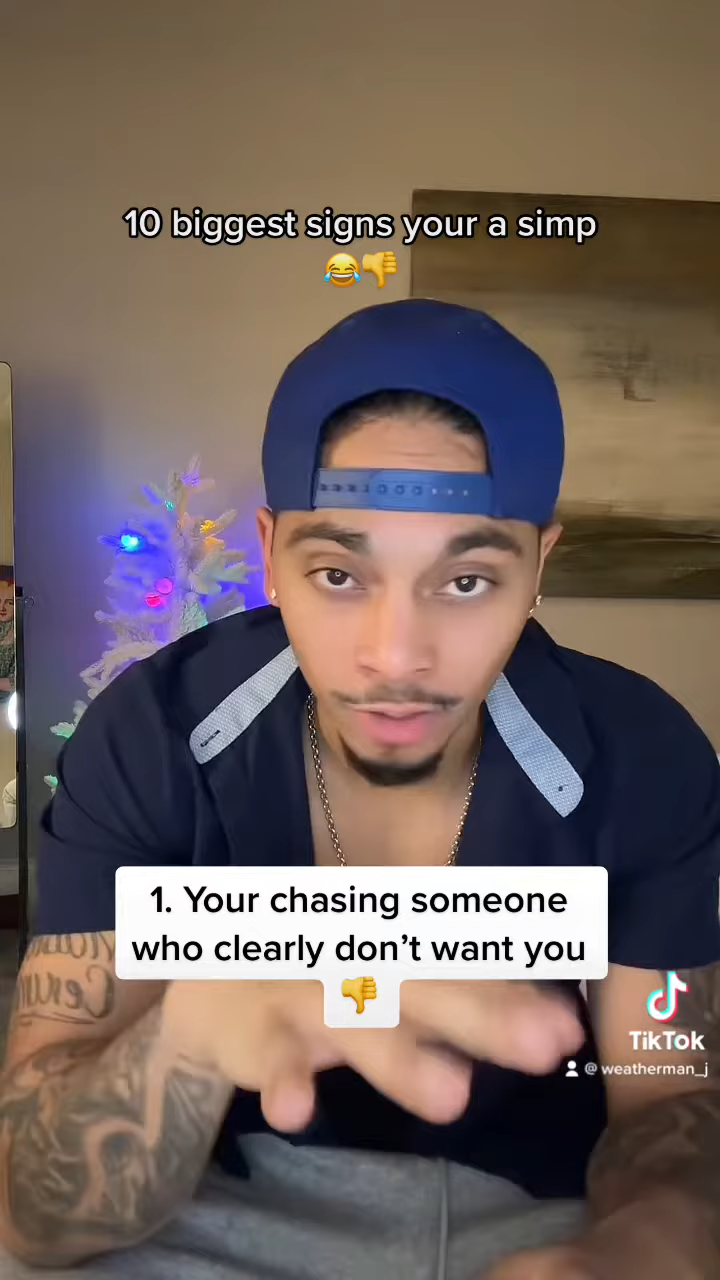 10 biggest signs your a simp
😂👎
1. Your chasing someone
who clearly don’t want you
👎
TikTok
@ weatherman_j